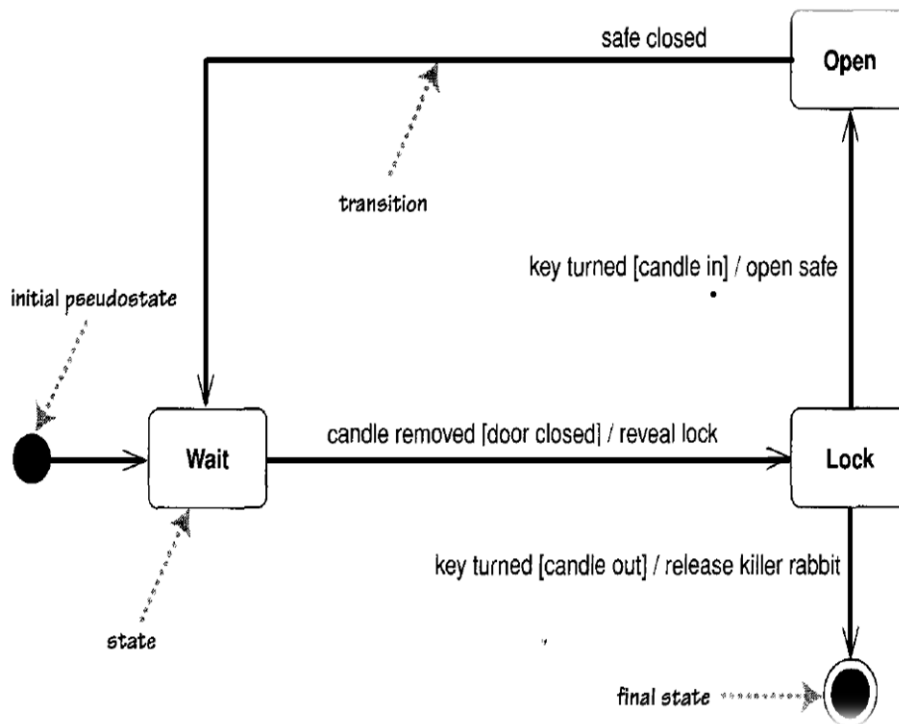 safe closed
Open
transition
key turned [candle in] / open safe
initial pseudostate
candle removed [door closed] / reveal lock
Wait
Lock
key turned [candle out] / release killer rabbit
state
final state